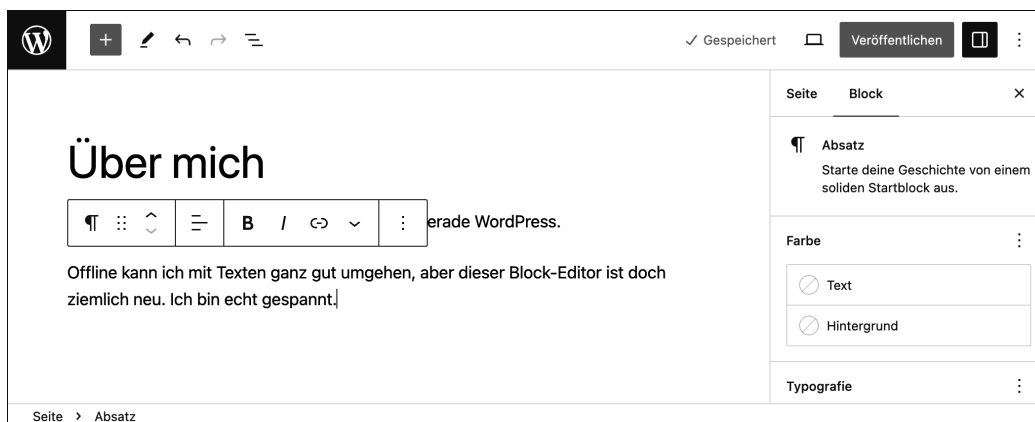 Gespeichert
Veröffentlichen
Seite Block
Über mich
B I
erade WordPress.
Offline kann ich mit Texten ganz gut umgehen, aber dieser Block-Editor ist doch
ziemlich neu. Ich bin echt gespannt.
Absatz
Starte deine Geschichte von einem
soliden Startblock aus.
Farbe
Text
Hintergrund
Typografie
Seite > Absatz